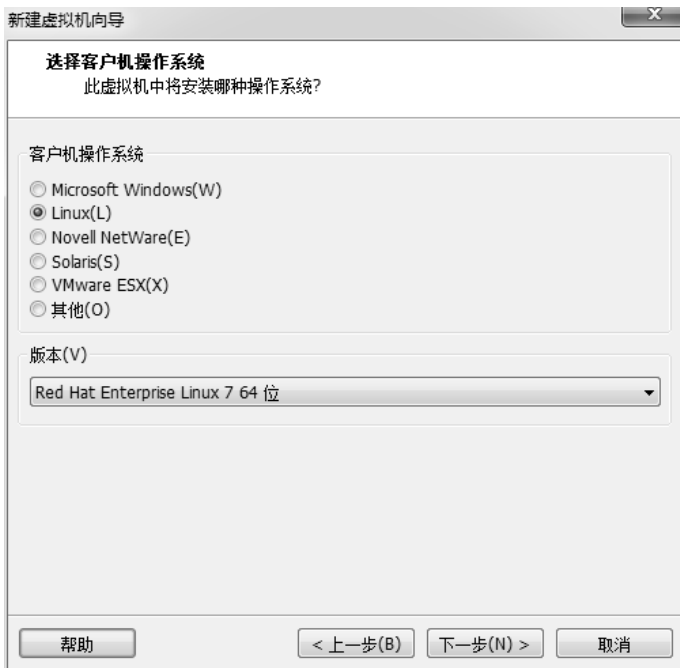 新建虚拟机向导
选择客户机操作系统
此虚拟机中将安装哪种操作系统?
客户机操作系统
Microsoft Windows(W)
Linux(L)
Novell NetWare(E)
Solaris(S)
VMware ESX(X)
其他(O)
版本(V)
Red Hat Enterprise Linux 7 64 位
帮助
< 上一步(B)
下一步(N) >
取消